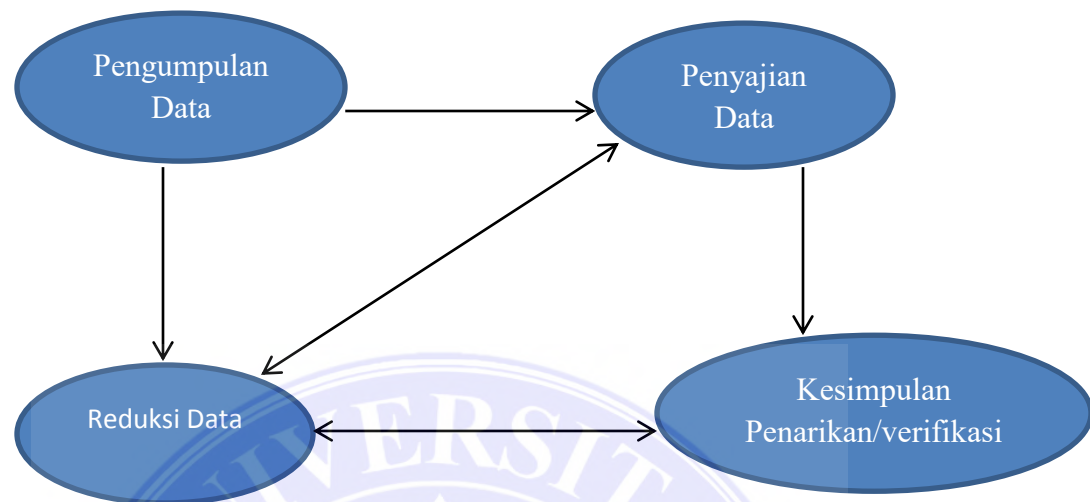 Pengumpulan
Data
Penyajian
Data
Reduksi Data
Kesimpulan
Penarikan/verifikasi